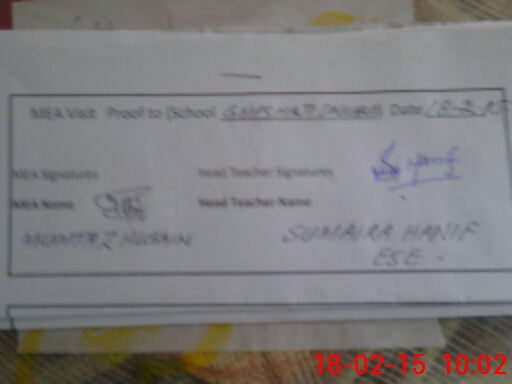 MEA Visit Proof to (School Date 18-2-15
MEA Signatures Head Teacher Signatures
MEA Name Head Teacher Name
MUMTAZ HUSSAIN SUMAIRA HANIF
ESE.
18-02-15 10:02